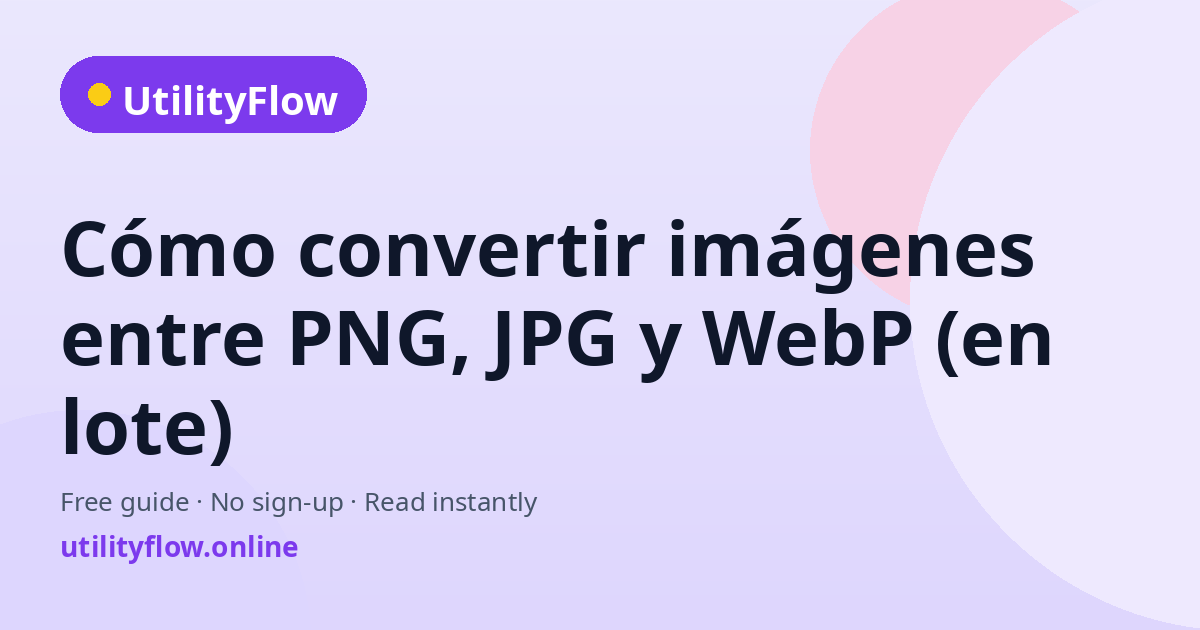 UtilityFlow
Cómo convertir imágenes
entre PNG, JPG y WebP (en
lote)
Free guide · No sign-up · Read instantly
utilityflow.online